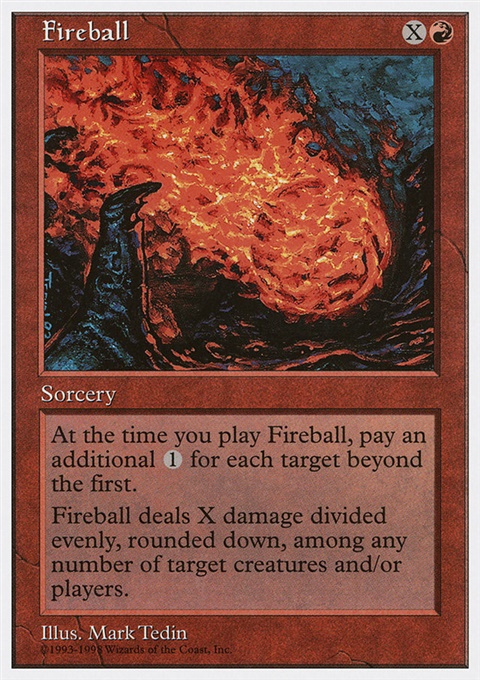 Fireball X
Sorcery
At the time you play Fireball, pay an
additional 1 for each target beyond
the first.
Fireball deals X damage divided
evenly, rounded down, among any
number of target creatures and/or
players.
Illus. Mark Tedin
©1993-1998 Wizards of the Coast, Inc.